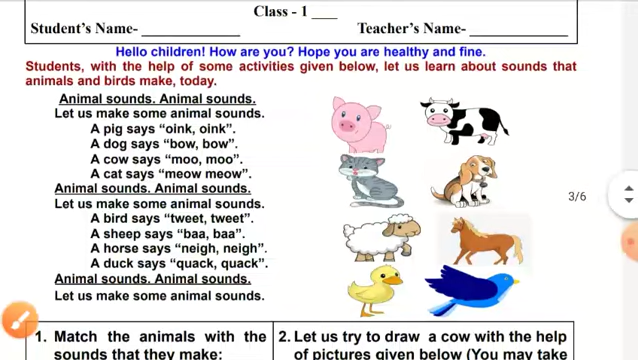 Class - 1 ____
Student's Name- ______________ Teacher's Name- ______________
Hello children! How are you? Hope you are healthy and fine.
Students, with the help of some activities given below, let us learn about sounds that
animals and birds make, today.
Animal sounds. Animal sounds.
Let us make some animal sounds.
A pig says “oink, oink”.
A dog says “bow, bow”.
A cow says “moo, moo”.
A cat says “meow meow”.
Animal sounds. Animal sounds.
Let us make some animal sounds.
A bird says “tweet, tweet”.
A sheep says “baa, baa”.
A horse says “neigh, neigh”.
A duck says “quack, quack”.
Animal sounds. Animal sounds.
Let us make some animal sounds.
3/6
1. Match the animals with the
sounds that they make:
2. Let us try to draw a cow with the help
of pictures given below (You may take